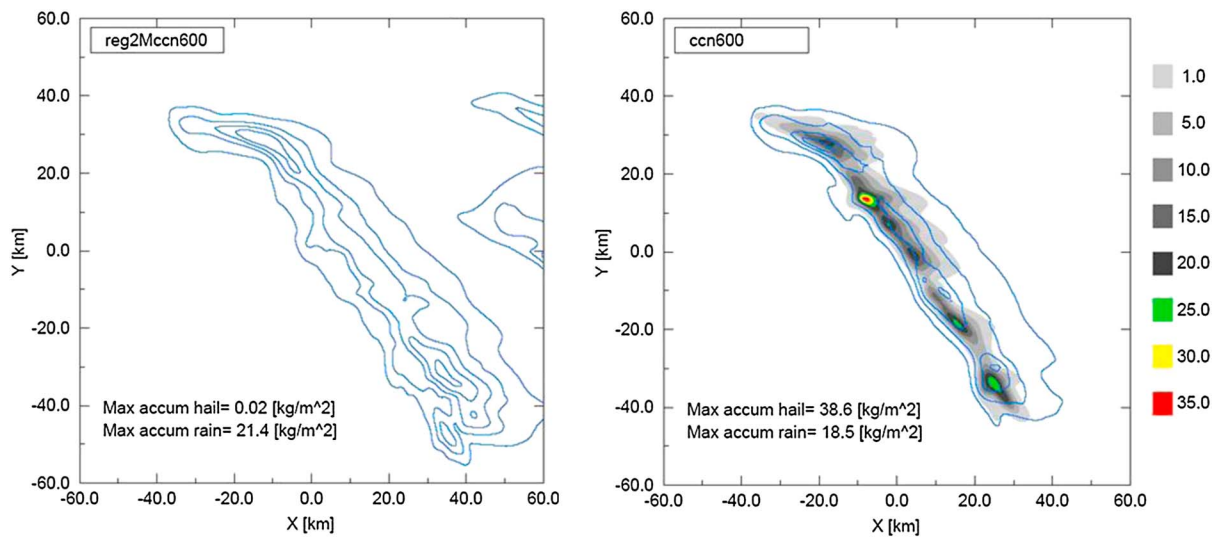 reg2Mccn600
60.0
40.0
20.0
0.0
-20.0
-40.0
-60.0
Y [km]
Max accum hail= 0.02 [kg/m^2]
Max accum rain= 21.4 [kg/m^2]
-60.0 -40.0 -20.0 0.0 20.0 40.0 60.0
X [km]
ccn600
60.0
40.0
20.0
0.0
-20.0
-40.0
-60.0
Y [km]
Max accum hail= 38.6 [kg/m^2]
Max accum rain= 18.5 [kg/m^2]
-60.0 -40.0 -20.0 0.0 20.0 40.0 60.0
X [km]
1.0
5.0
10.0
15.0
20.0
25.0
30.0
35.0